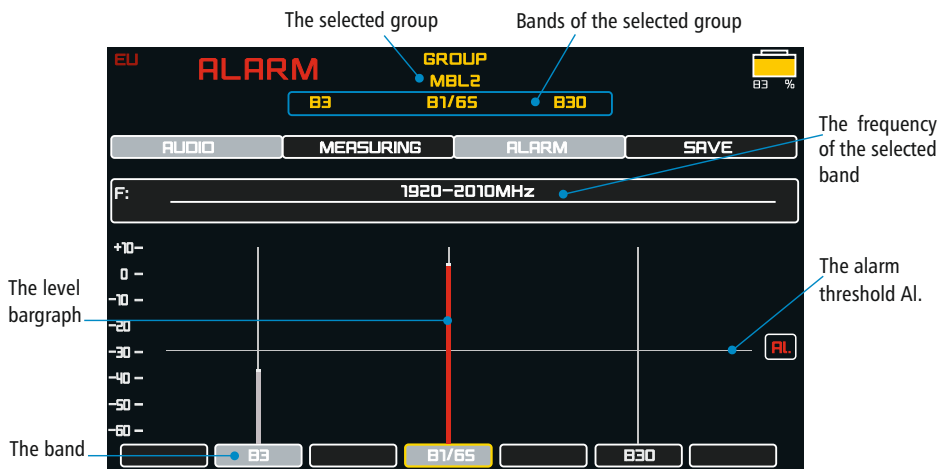 The selected group
Bands of the selected group
EU
ALARM
GROUP
MBL2
83 %
B3 B1/65 B30
The frequency
of the selected
band
AUDIO MEASURING ALARM SAVE
F: 1920-2010MHz
+10-
0 -
-10 -
-20
-30 -
-40 -
-50 -
-60 -
The level
bargraph
The alarm
threshold Al.
Al.
The band
B3 B1/65 B30